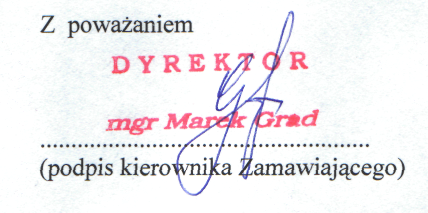 Z poważaniem
DYREKTOR
mgr Marek Grad
(podpis kierownika Zamawiającego)